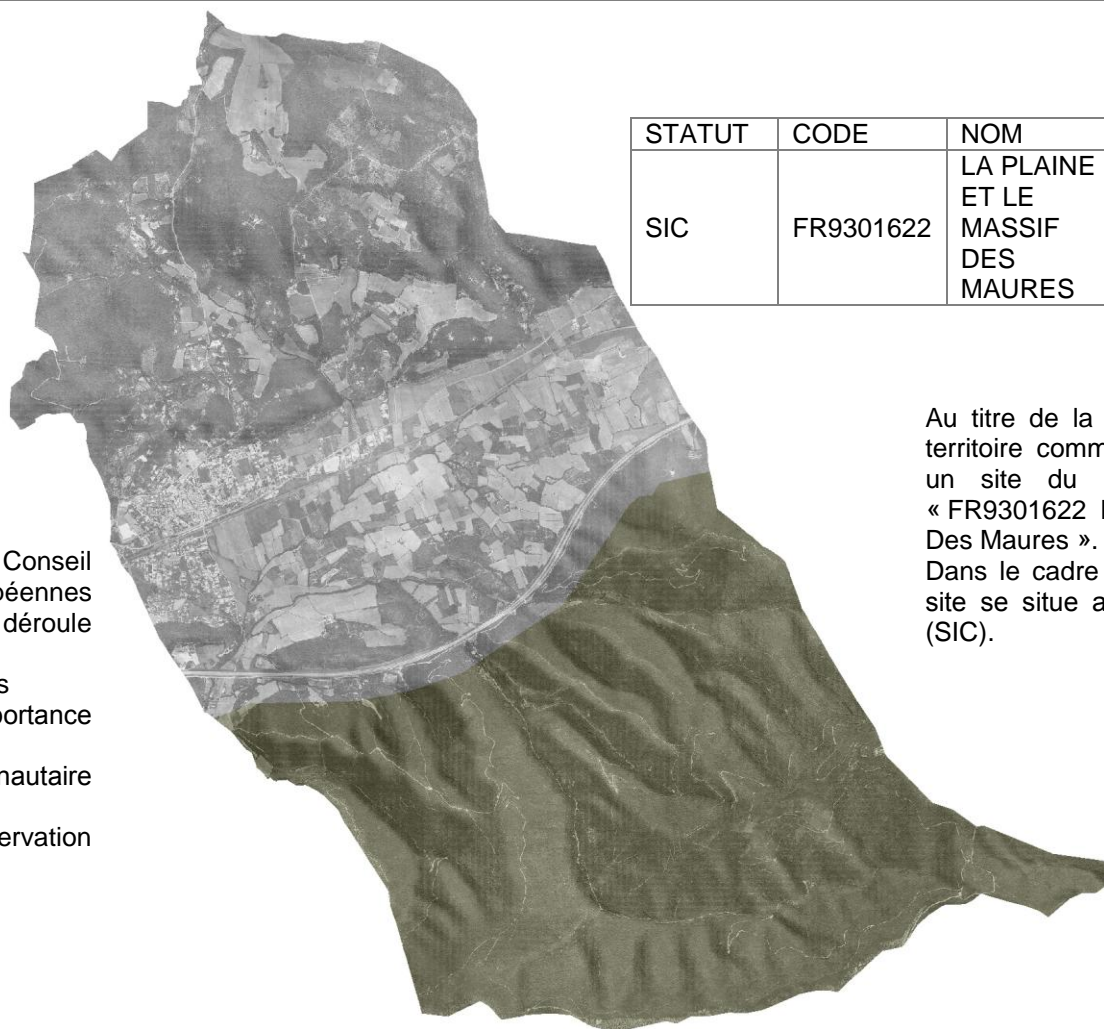 STATUT CODE NOM
SIC FR9301622 LA PLAINE
ET LE
MASSIF
DES
MAURES
Conseil
péennes
déroule
s
portance
nautaire
ervation
Au titre de la
territoire comm
un site du
« FR9301622
Des Maures ».
Dans le cadre
site se situe a
(SIC).